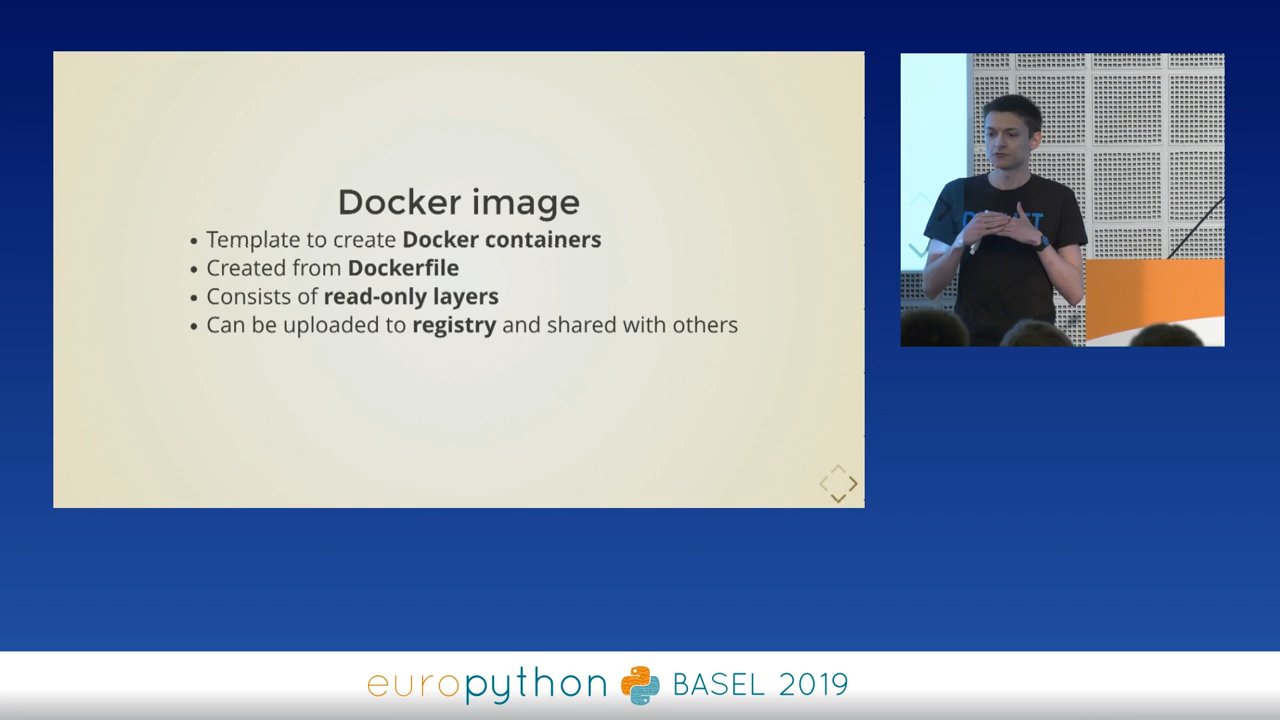 Docker image
Template to create Docker containers
Created from Dockerfile
Consists of read-only layers
Can be uploaded to registry and shared with others
europython BASEL 2019